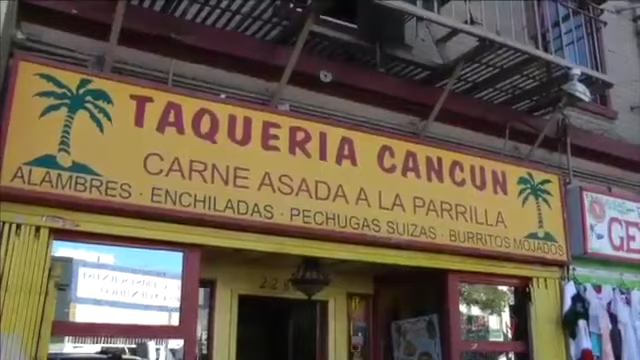 TAQUERIA CANCUN
CARNE ASADA A LA PARRILLA
ALAMBRES · ENCHILADAS · PECHUGAS SUIZAS · BURRITOS MOJADOS
GE